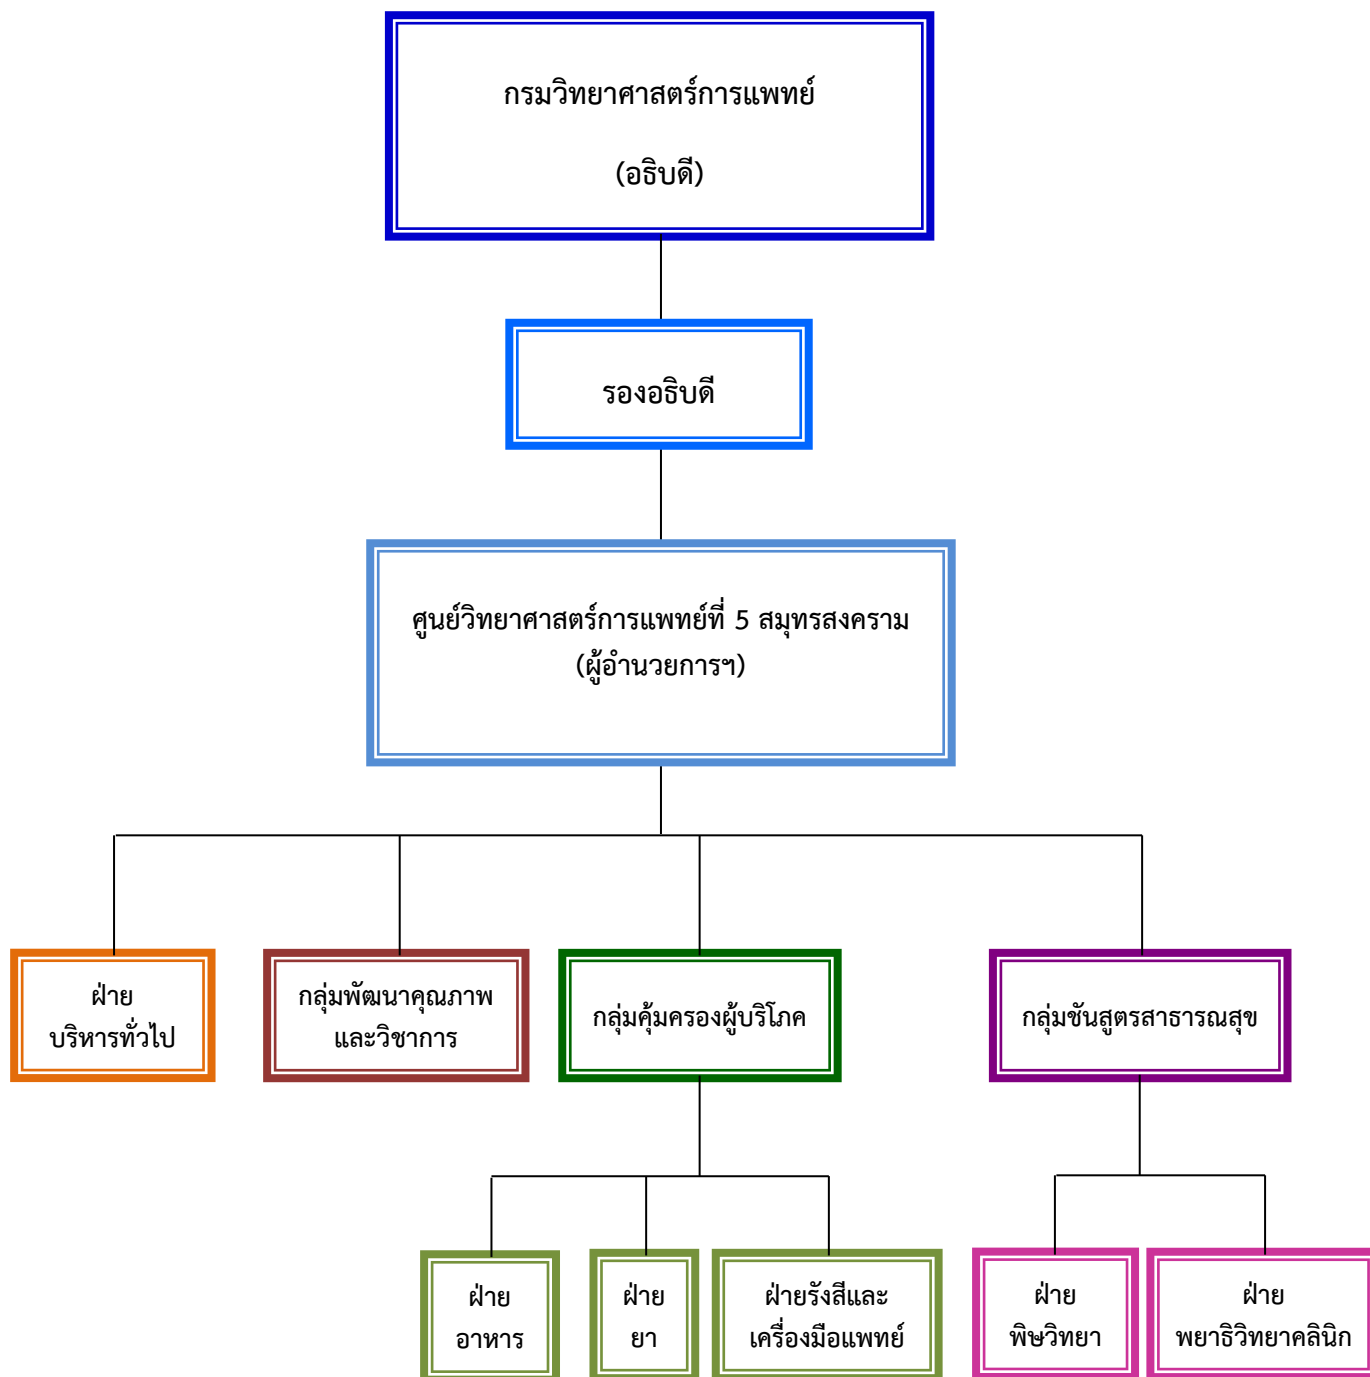 กรมวิทยาศาสตร์การแพทย์
(อธิบดี)
รองอธิบดี
ศูนย์วิทยาศาสตร์การแพทย์ที่ 5 สมุทรสงคราม
(ผู้อำนวยการฯ)
ฝ่าย
บริหารทั่วไป
กลุ่มพัฒนาคุณภาพ
และวิชาการ
กลุ่มคุ้มครองผู้บริโภค
กลุ่มชันสูตรสาธารณสุข
ฝ่าย
อาหาร
ฝ่าย
ยา
ฝ่ายรังสีและ
เครื่องมือแพทย์
ฝ่าย
พิษวิทยา
ฝ่าย
พยาธิวิทยาคลินิก